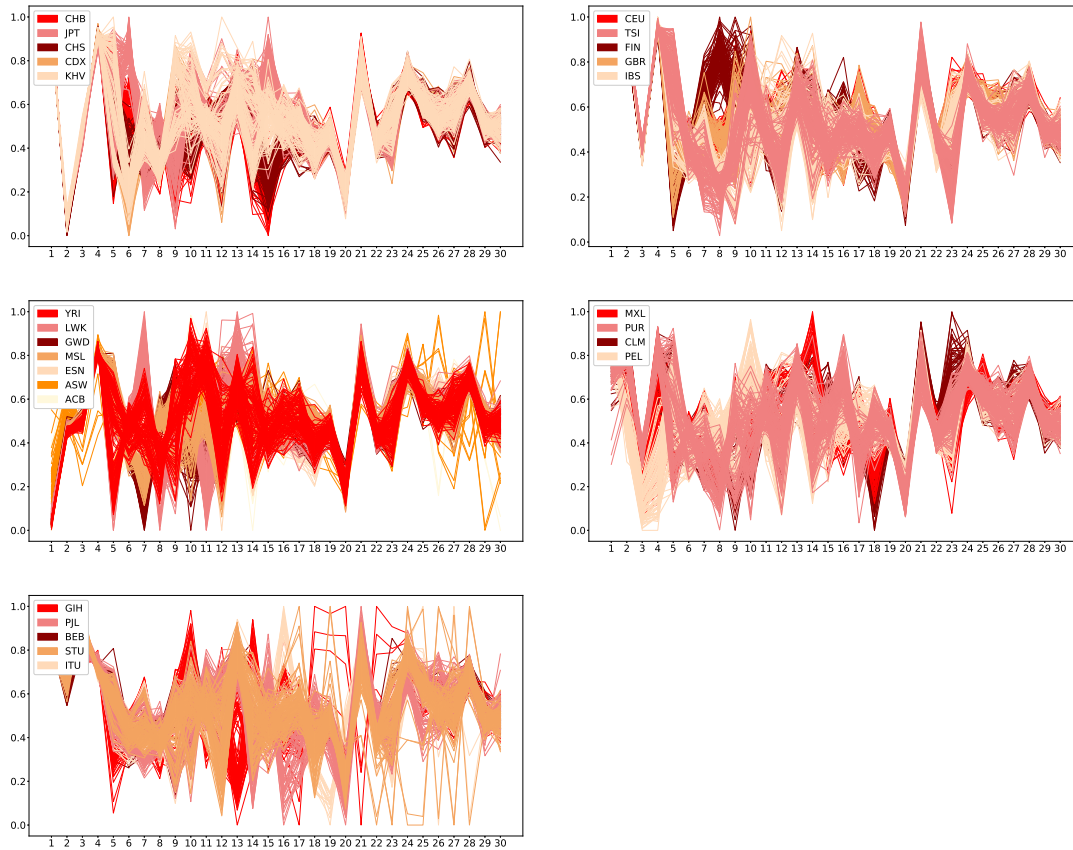 1.0
0.8
0.6
0.4
0.2
0.0
CHB
JPT
CHS
CDX
KHV
1 2 3 4 5 6 7 8 9 10 11 12 13 14 15 16 17 18 19 20 21 22 23 24 25 26 27 28 29 30
1.0
0.8
0.6
0.4
0.2
0.0
CEU
TSI
FIN
GBR
IBS
1 2 3 4 5 6 7 8 9 10 11 12 13 14 15 16 17 18 19 20 21 22 23 24 25 26 27 28 29 30
1.0
0.8
0.6
0.4
0.2
0.0
YRI
LWK
GWD
MSL
ESN
ASW
ACB
1 2 3 4 5 6 7 8 9 10 11 12 13 14 15 16 17 18 19 20 21 22 23 24 25 26 27 28 29 30
1.0
0.8
0.6
0.4
0.2
0.0
MXL
PUR
CLM
PEL
1 2 3 4 5 6 7 8 9 10 11 12 13 14 15 16 17 18 19 20 21 22 23 24 25 26 27 28 29 30
1.0
0.8
0.6
0.4
0.2
0.0
GIH
PJL
BEB
STU
ITU
1 2 3 4 5 6 7 8 9 10 11 12 13 14 15 16 17 18 19 20 21 22 23 24 25 26 27 28 29 30